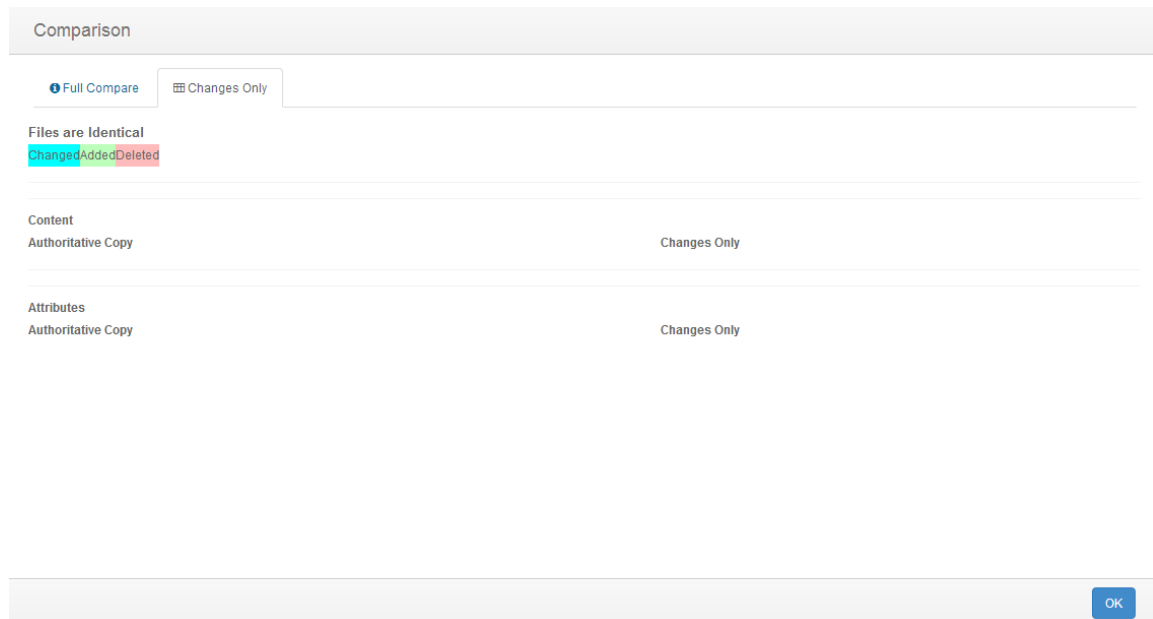 Comparison
Full Compare Changes Only
Files are Identical
ChangedAddedDeleted
Content
Authoritative Copy Changes Only
Attributes
Authoritative Copy Changes Only
OK